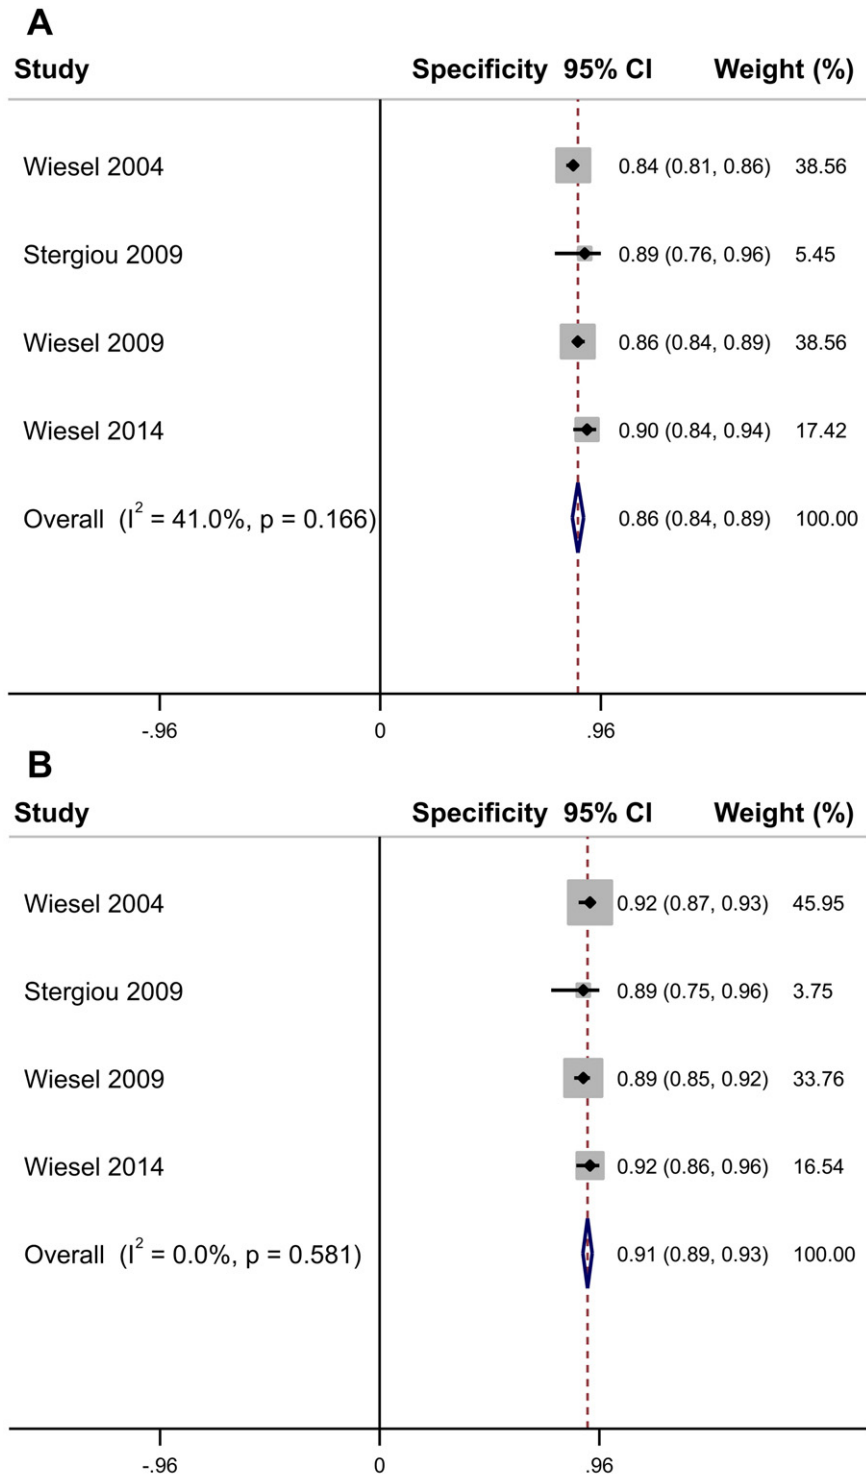 A
Study Specificity 95% CI Weight (%)
Wiesel 2004 0.84 (0.81, 0.86) 38.56
Stergiou 2009 0.89 (0.76, 0.96) 5.45
Wiesel 2009 0.86 (0.84, 0.89) 38.56
Wiesel 2014 0.90 (0.84, 0.94) 17.42
Overall (I² = 41.0%, p = 0.166) 0.86 (0.84, 0.89) 100.00
-.96 0 .96
B
Study Specificity 95% CI Weight (%)
Wiesel 2004 0.92 (0.87, 0.93) 45.95
Stergiou 2009 0.89 (0.75, 0.96) 3.75
Wiesel 2009 0.89 (0.85, 0.92) 33.76
Wiesel 2014 0.92 (0.86, 0.96) 16.54
Overall (I² = 0.0%, p = 0.581) 0.91 (0.89, 0.93) 100.00
-.96 0 .96